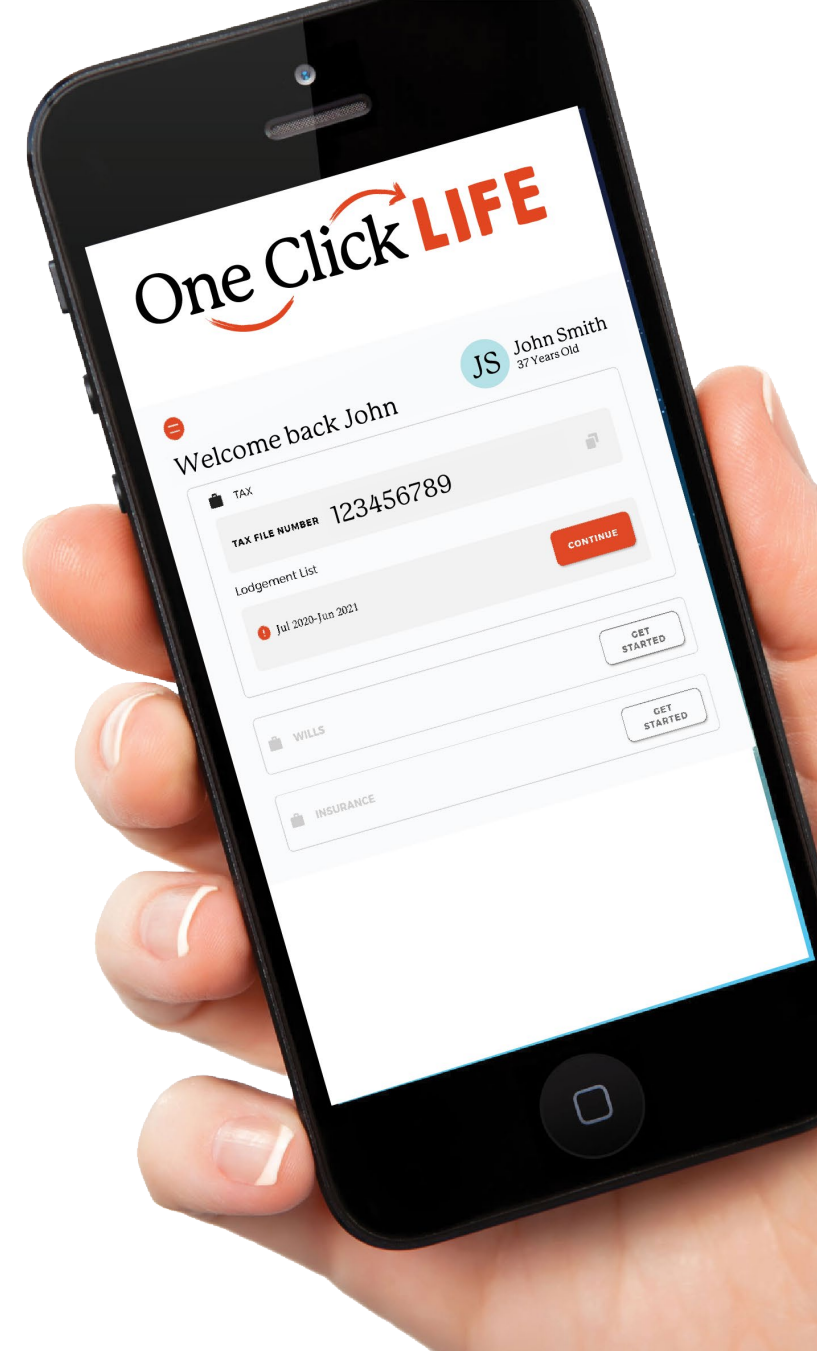 One Click LIFE
JS
John Smith
37 Years Old
Welcome back John
TAX
TAX FILE NUMBER 123456789
Lodgement List
! Jul 2020-Jun 2021
CONTINUE
WILLS
GET
STARTED
INSURANCE
GET
STARTED